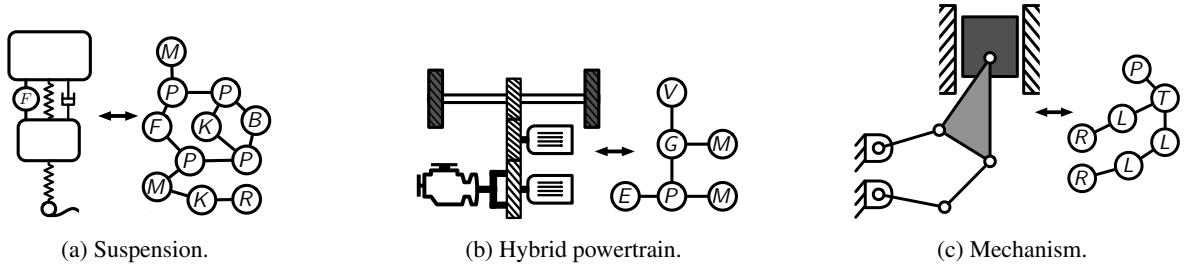 F
M
P P
F K B
P P
M K R
(a) Suspension.
V
G M
E P M
(b) Hybrid powertrain.
P
L T
R
L L
R
(c) Mechanism.